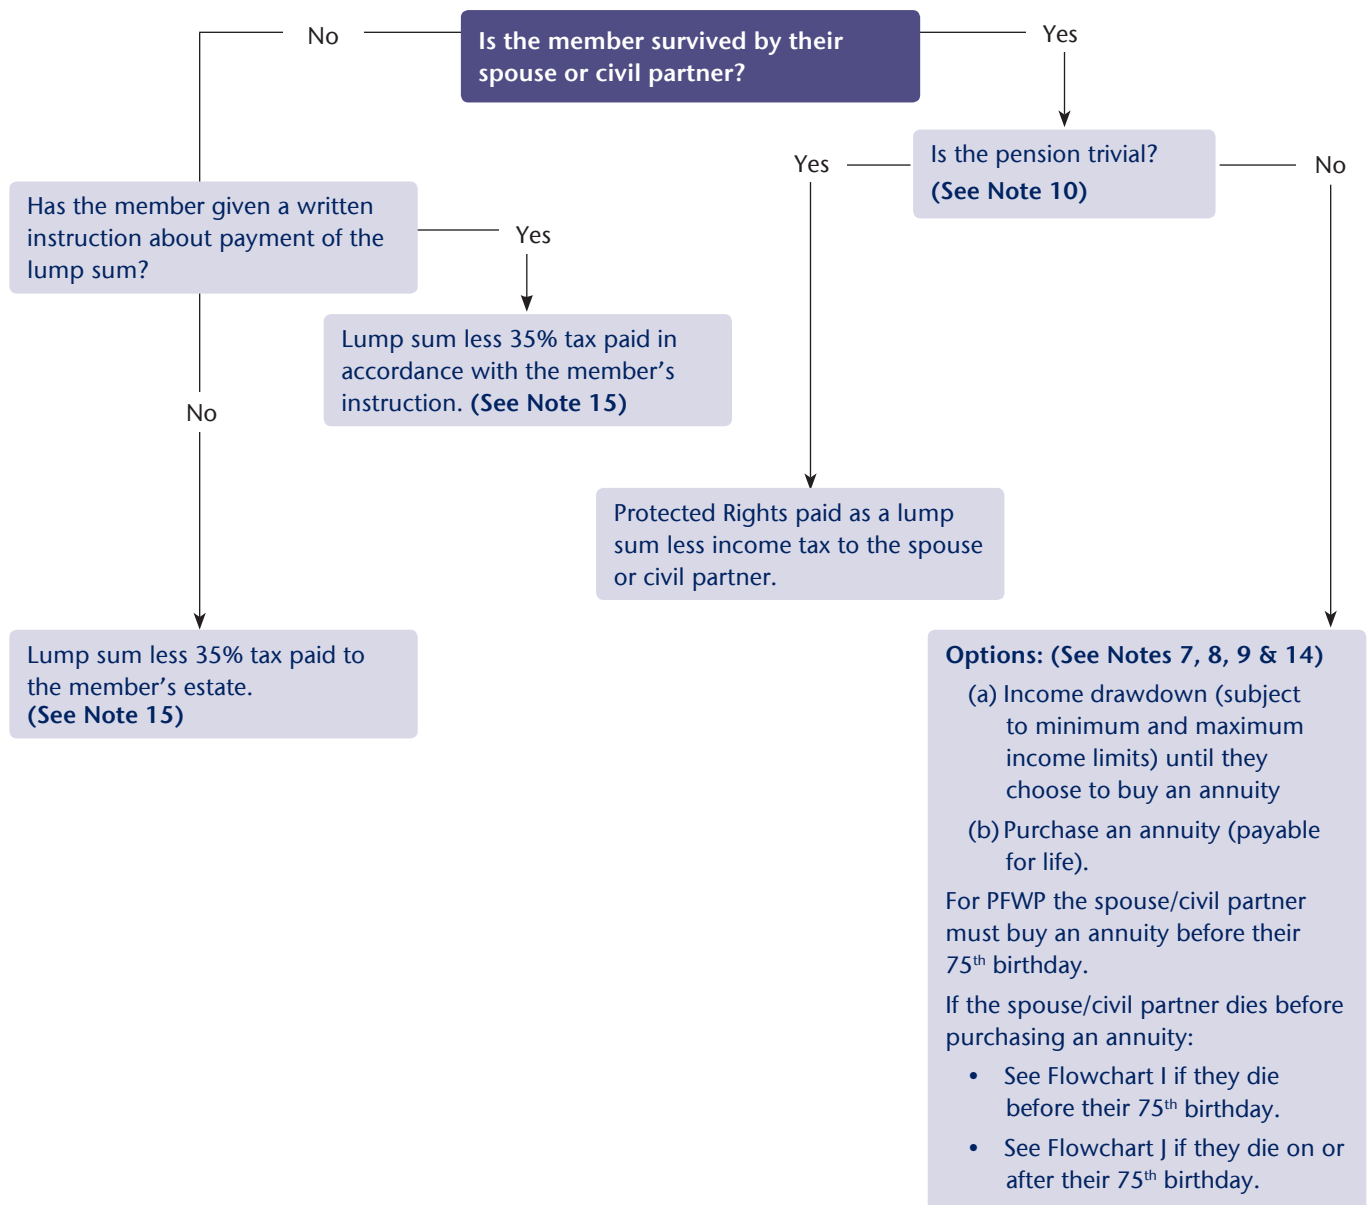 No
Is the member survived by their
spouse or civil partner?
Yes
Is the pension trivial?
(See Note 10)
Yes
No
Has the member given a written
instruction about payment of the
lump sum?
Yes
Lump sum less 35% tax paid in
accordance with the member’s
instruction. (See Note 15)
No
Protected Rights paid as a lump
sum less income tax to the spouse
or civil partner.
Lump sum less 35% tax paid to
the member’s estate.
(See Note 15)
Options: (See Notes 7, 8, 9 & 14)
(a) Income drawdown (subject
to minimum and maximum
income limits) until they
choose to buy an annuity
(b) Purchase an annuity (payable
for life).
For PFWP the spouse/civil partner
must buy an annuity before their
75th birthday.
If the spouse/civil partner dies before
purchasing an annuity:
• See Flowchart I if they die
before their 75th birthday.
• See Flowchart J if they die on or
after their 75th birthday.